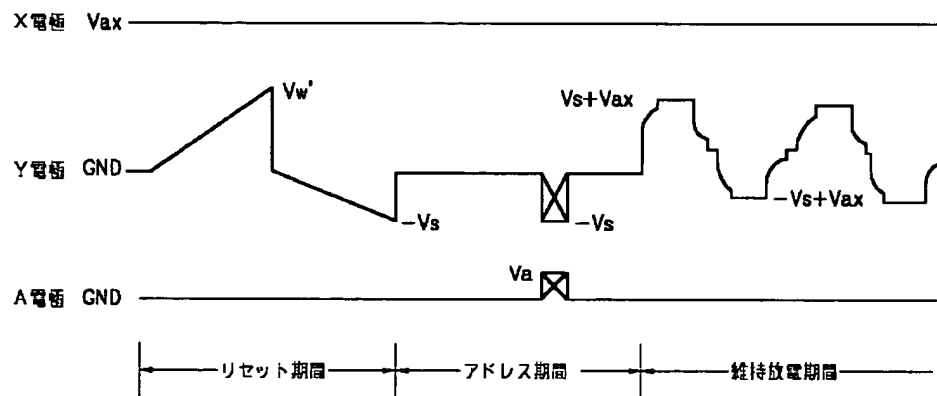 X電極 Vax
Vw'
Vs+Vax
Y電極 GND
−Vs
−Vs
−Vs+Vax
Va
A電極 GND
リセット期間
アドレス期間
維持放電期間